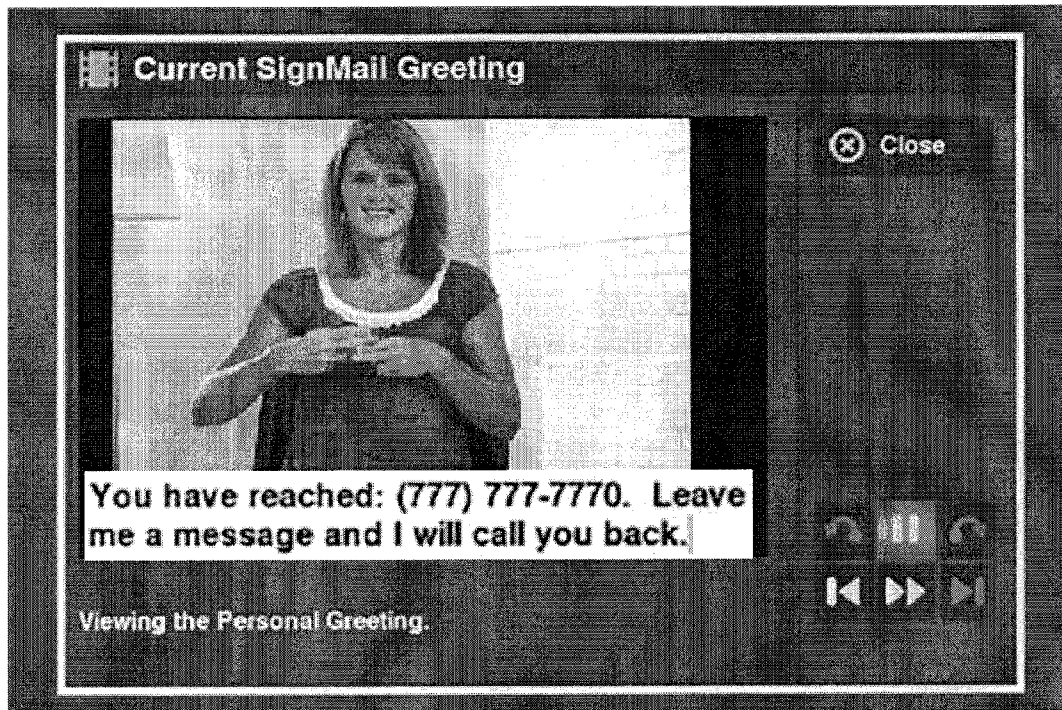 Current SignMail Greeting
Close
You have reached: (777) 777-7770.  Leave
me a message and I will call you back.
Viewing the Personal Greeting.